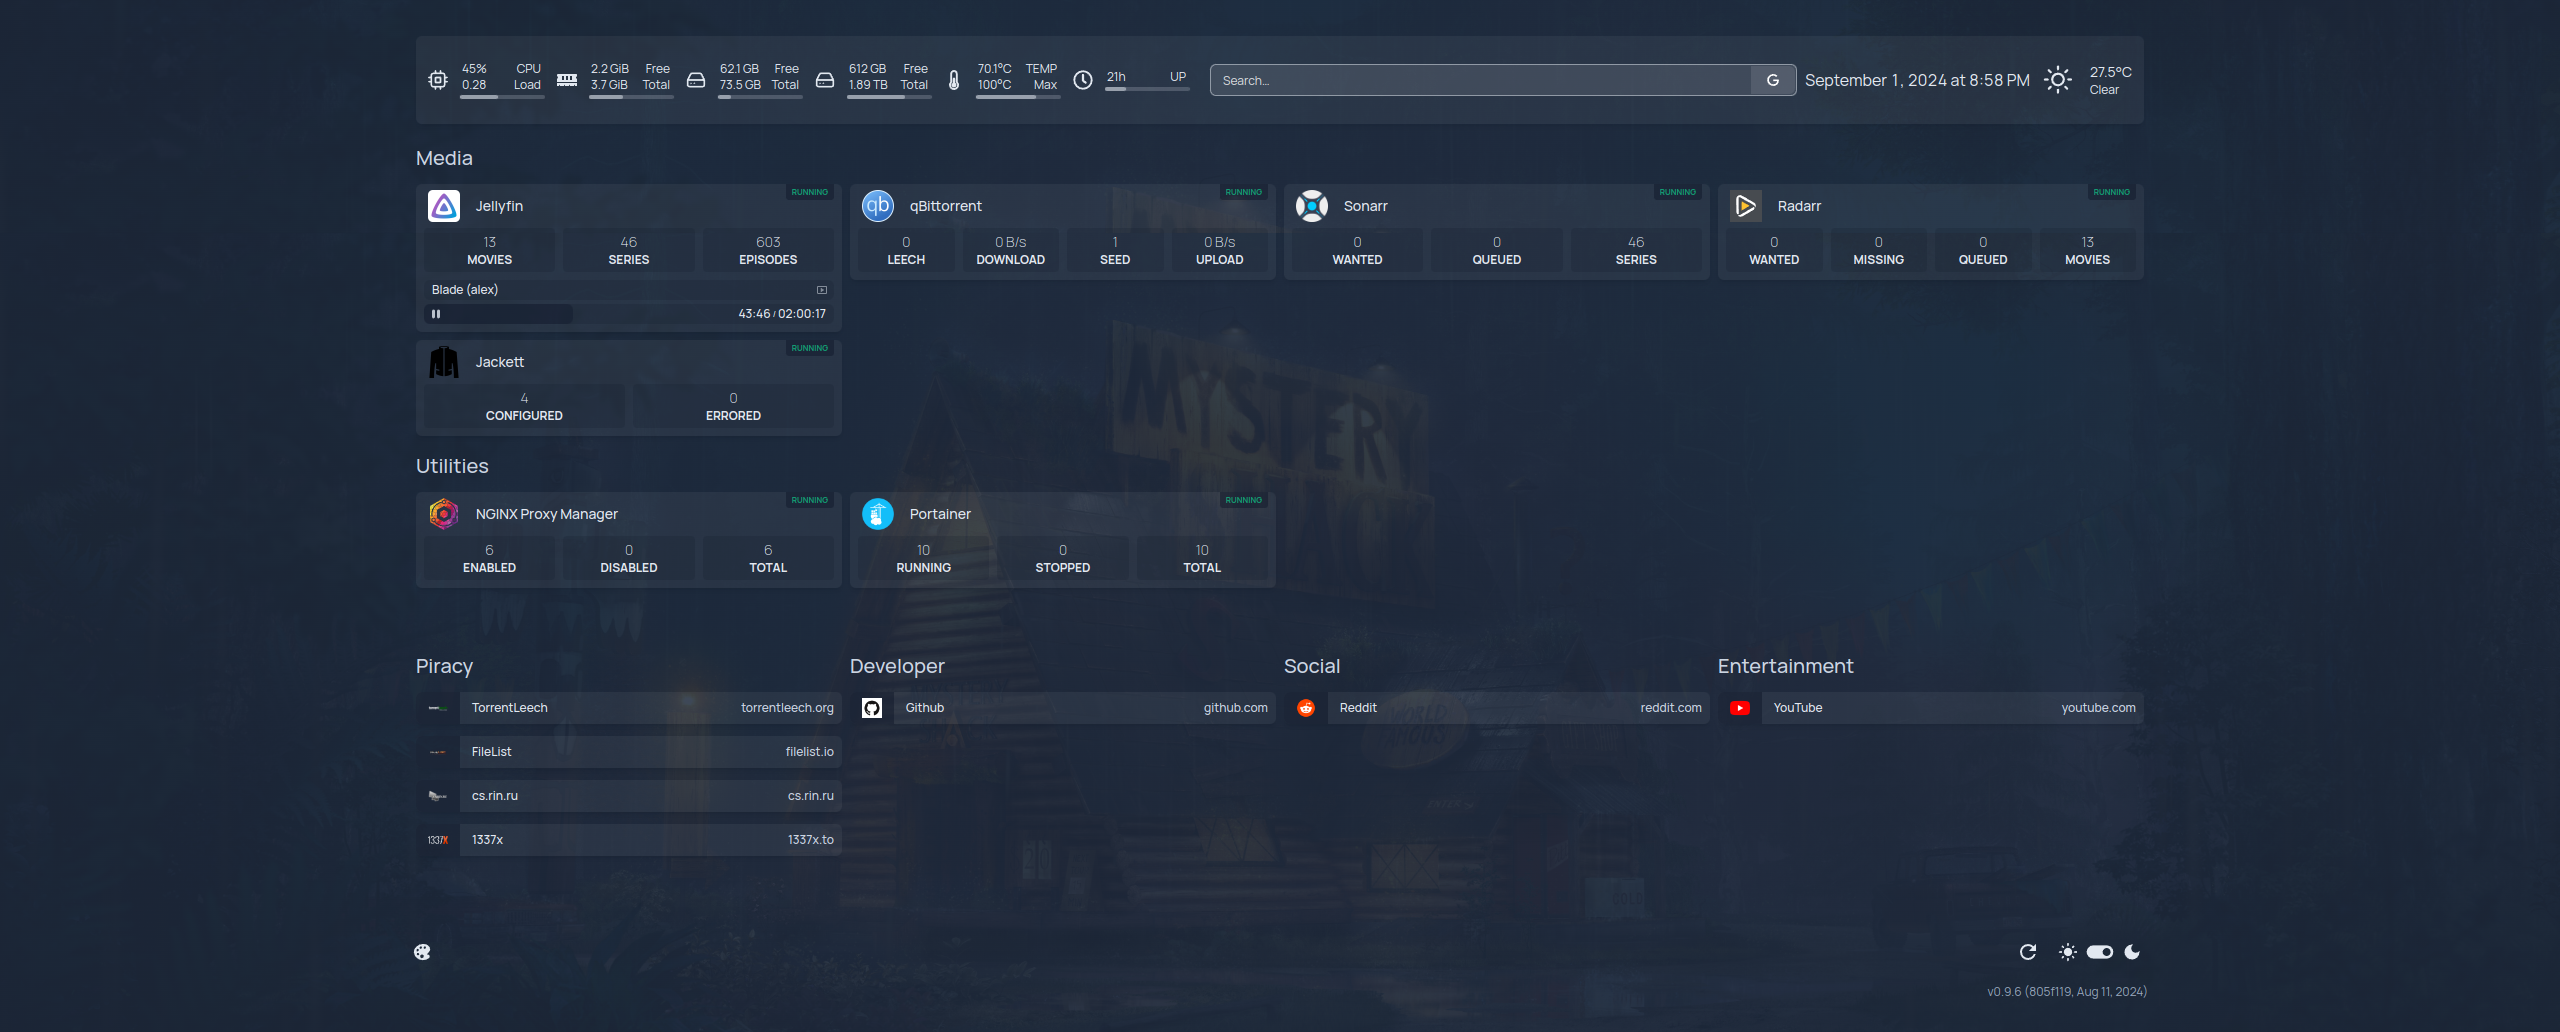 45% CPU
0.28 Load
2.2 GiB Free
3.7 GiB Total
62.1 GB Free
73.5 GB Total
612 GB Free
1.89 TB Total
70.1°C TEMP
100°C Max
21h UP
Search...
G
September 1, 2024 at 8:58 PM
27.5°C
Clear
Media
Jellyfin
RUNNING
13 46 603
MOVIES SERIES EPISODES
Blade (alex)
43:46 / 02:00:17
qb
qBittorrent
RUNNING
0 0 B/s 1 0 B/s
LEECH DOWNLOAD SEED UPLOAD
Sonarr
RUNNING
0 0 46
WANTED QUEUED SERIES
Radarr
RUNNING
0 0 0 13
WANTED MISSING QUEUED MOVIES
Jackett
RUNNING
4 0
CONFIGURED ERRORED
MYSTERY
Utilities
NGINX Proxy Manager
RUNNING
6 0 6
ENABLED DISABLED TOTAL
Portainer
RUNNING
10 0 10
RUNNING STOPPED TOTAL
Piracy
TorrentLeech torrentleech.org
FileList filelist.io
cs.rin.ru cs.rin.ru
1337X
1337x 1337x.to
Developer
Github github.com
Social
Reddit reddit.com
WORLD
FAMOUS
Entertainment
YouTube youtube.com
v0.9.6 (805f119, Aug 11, 2024)